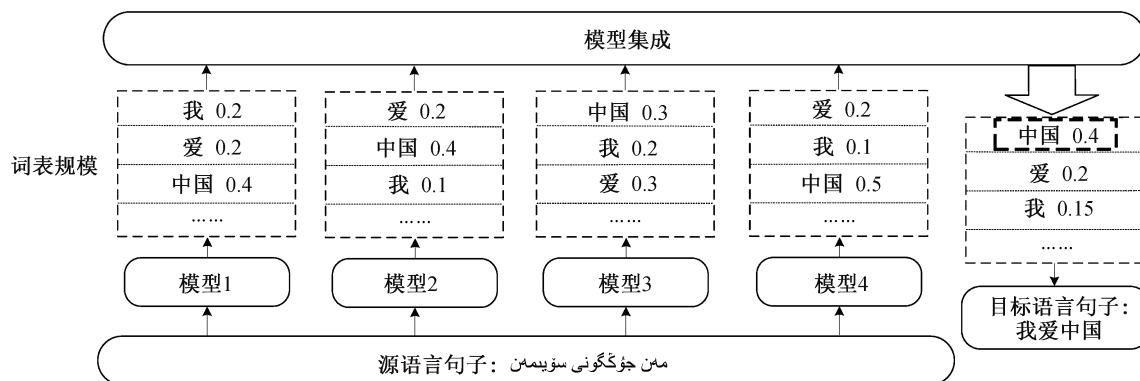 模型集成
词表规模
我 0.2
爱 0.2
中国 0.4
……
爱 0.2
中国 0.4
我 0.1
……
中国 0.3
我 0.2
爱 0.3
……
爱 0.2
我 0.1
中国 0.5
……
中国 0.4
爱 0.2
我 0.15
……
模型1
模型2
模型3
模型4
目标语言句子：
我爱中国
源语言句子：مەن جۇڭگونى سۆيىمەن